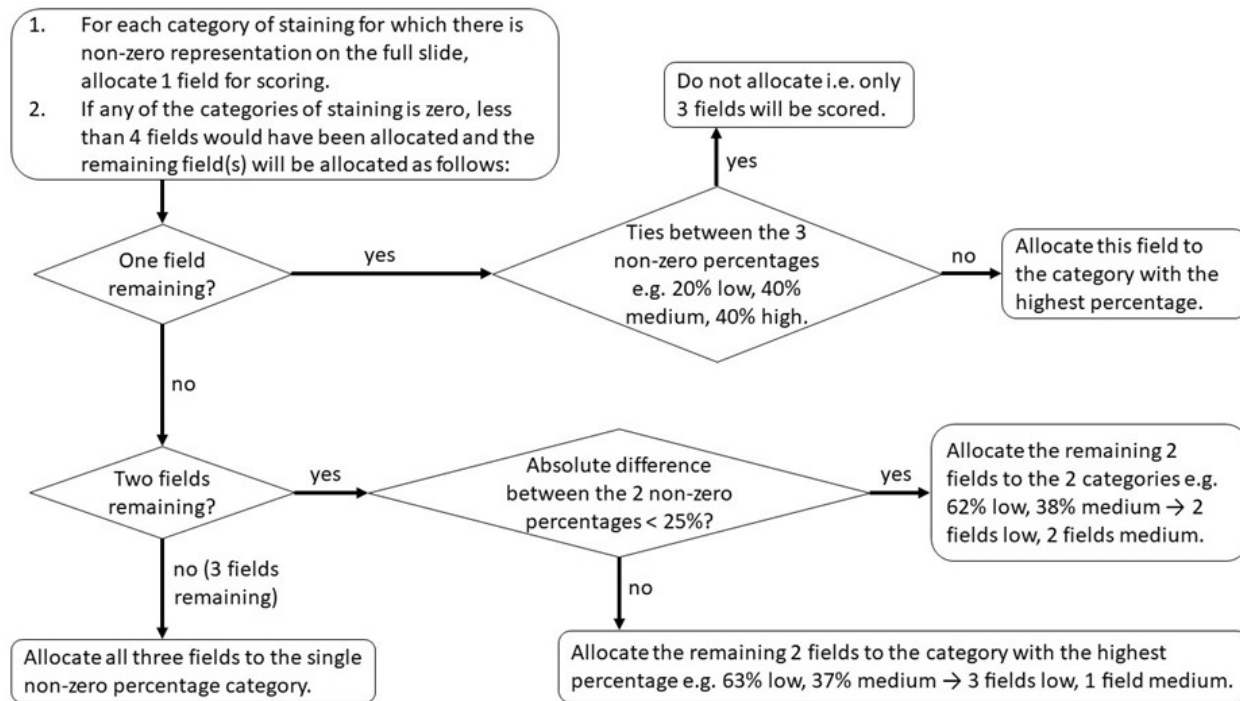 1. For each category of staining for which there is
non-zero representation on the full slide,
allocate 1 field for scoring.
2. If any of the categories of staining is zero, less
than 4 fields would have been allocated and the
remaining field(s) will be allocated as follows:
Do not allocate i.e. only
3 fields will be scored.
yes
One field
remaining?
yes
Ties between the 3
non-zero percentages
e.g. 20% low, 40%
medium, 40% high.
no
Allocate this field to
the category with the
highest percentage.
no
Two fields
remaining?
yes
Absolute difference
between the 2 non-zero
percentages < 25%?
yes
Allocate the remaining 2
fields to the 2 categories e.g.
62% low, 38% medium → 2
fields low, 2 fields medium.
no (3 fields
remaining)
no
Allocate all three fields to the single
non-zero percentage category.
Allocate the remaining 2 fields to the category with the highest
percentage e.g. 63% low, 37% medium → 3 fields low, 1 field medium.